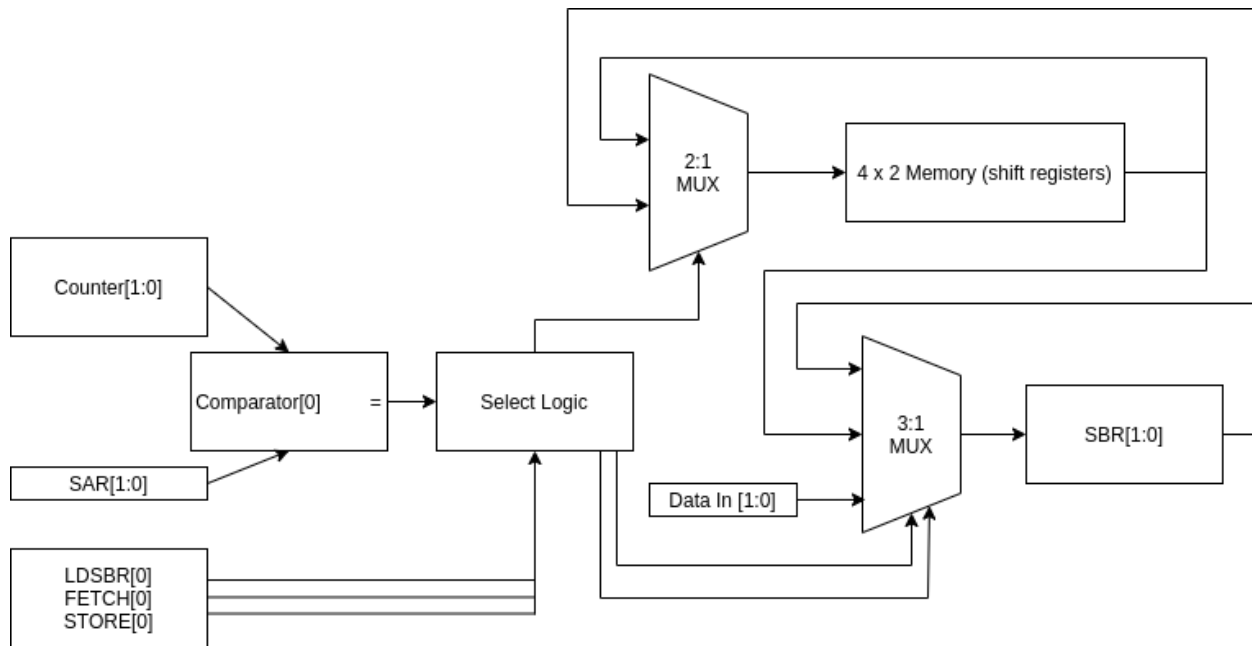 2:1
MUX
4 x 2 Memory (shift registers)
Counter[1:0]
Comparator[0] =
Select Logic
SAR[1:0]
3:1
MUX
SBR[1:0]
Data In [1:0]
LDSBR[0]
FETCH[0]
STORE[0]